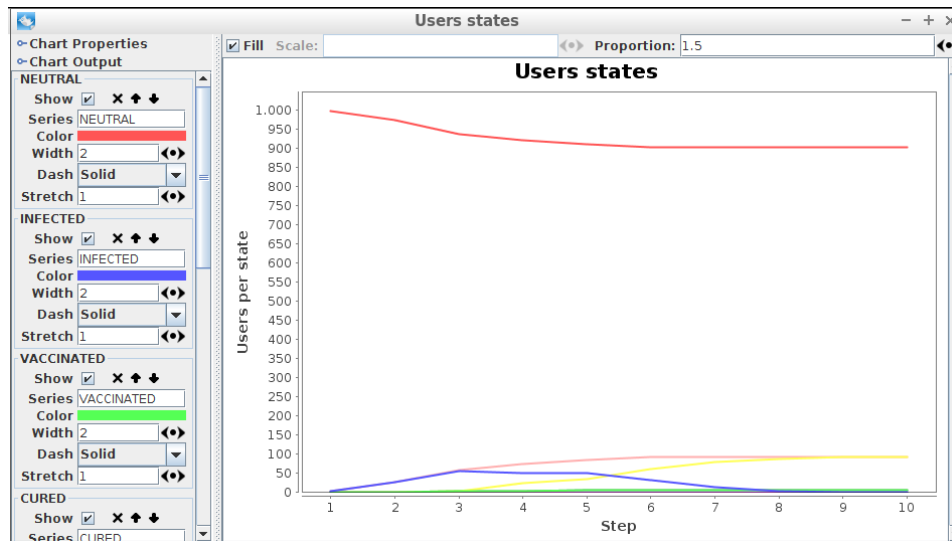 Users states
Chart Properties
Chart Output
Fill Scale: Proportion: 1.5
NEUTRAL
Show
Series NEUTRAL
Color
Width 2
Dash Solid
Stretch 1
INFECTED
Show
Series INFECTED
Color
Width 2
Dash Solid
Stretch 1
VACCINATED
Show
Series VACCINATED
Color
Width 2
Dash Solid
Stretch 1
CURED
Show
Series CURED
Users states
Users per state
1.000
950
900
850
800
750
700
650
600
550
500
450
400
350
300
250
200
150
100
50
0
1 2 3 4 5 6 7 8 9 10
Step